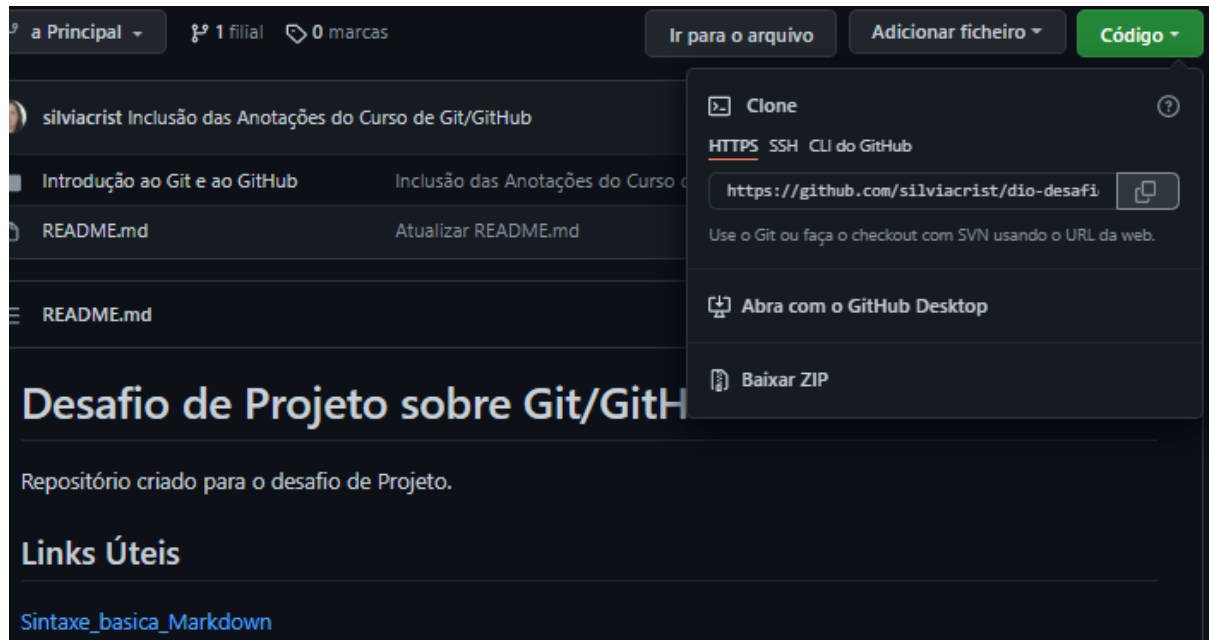 a Principal
1 filial
0 marcas
Ir para o arquivo
Adicionar ficheiro
Código
silviacrist Inclusão das Anotações do Curso de Git/GitHub
Introdução ao Git e ao GitHub
Inclusão das Anotações do Curso
README.md
Atualizar README.md
README.md
Desafio de Projeto sobre Git/GitH
Repositório criado para o desafio de Projeto.
Links Úteis
Sintaxe_basica_Markdown
Clone
HTTPS SSH CLI do GitHub
https://github.com/silviacrist/dio-desafi
Use o Git ou faça o checkout com SVN usando o URL da web.
Abra com o GitHub Desktop
Baixar ZIP